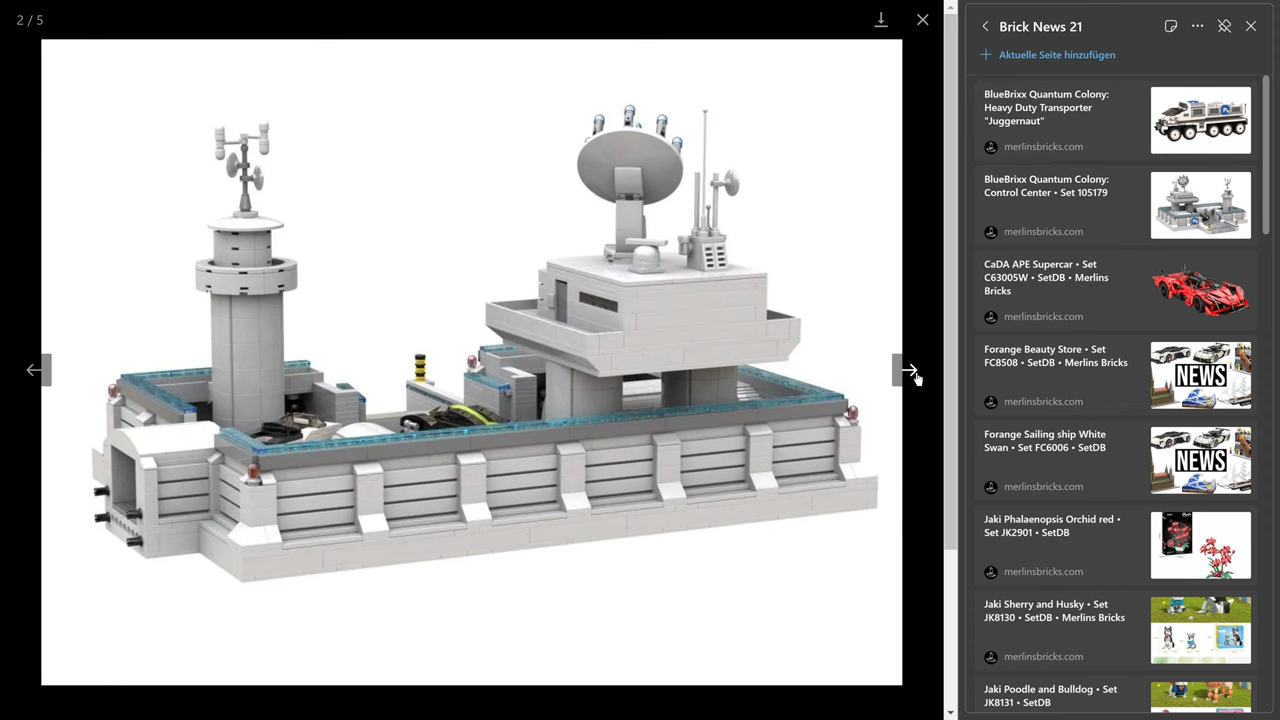 2 / 5
Brick News 21
Aktuelle Seite hinzufügen
BlueBrixx Quantum Colony:
Heavy Duty Transporter
"Juggernaut"
merlinsbricks.com
BlueBrixx Quantum Colony:
Control Center • Set 105179
merlinsbricks.com
CaDA APE Supercar • Set
C63005W • SetDB • Merlins
Bricks
merlinsbricks.com
Forange Beauty Store • Set
FC8508 • SetDB • Merlins Bricks
merlinsbricks.com
NEWS
Forange Sailing ship White
Swan • Set FC6006 • SetDB
merlinsbricks.com
NEWS
Jaki Phalaenopsis Orchid red •
Set JK2901 • SetDB
merlinsbricks.com
Jaki Sherry and Husky • Set
JK8130 • SetDB • Merlins Bricks
merlinsbricks.com
Jaki Poodle and Bulldog • Set
JK8131 • SetDB